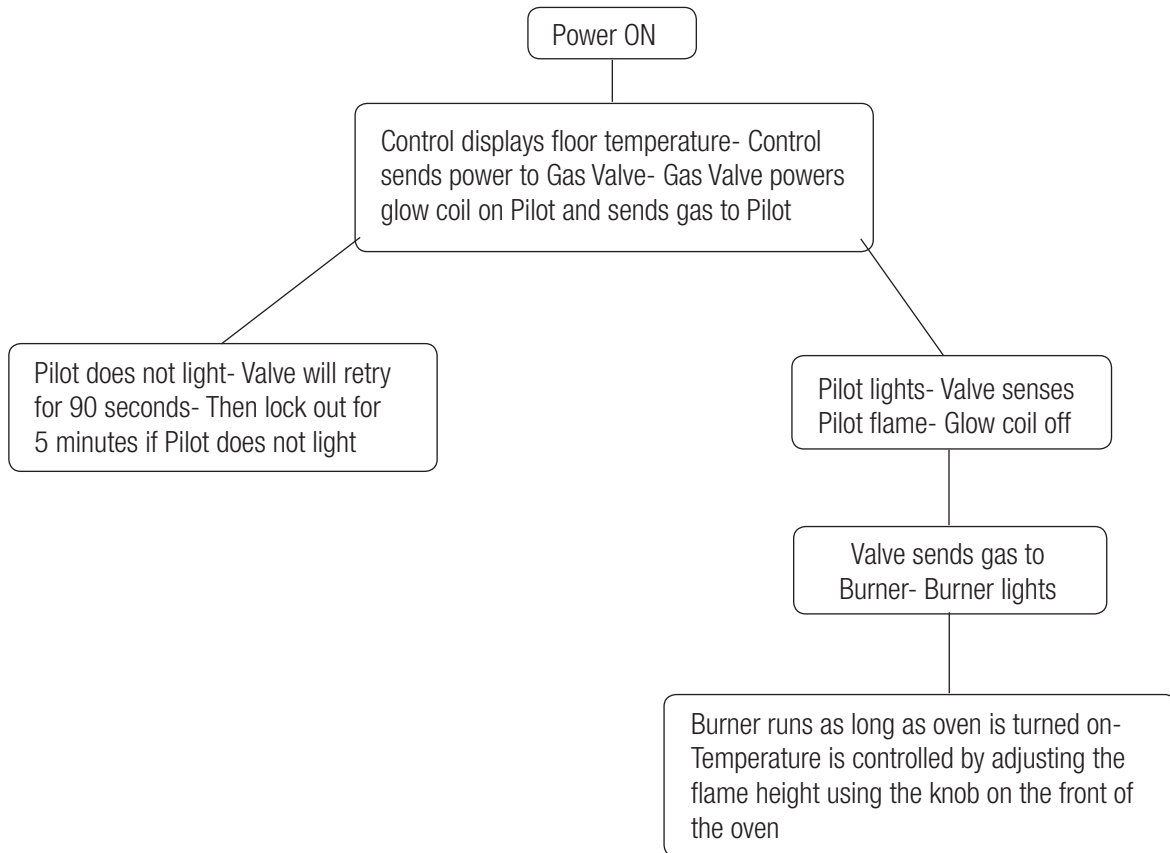 Power ON
Control displays floor temperature- Control
sends power to Gas Valve- Gas Valve powers
glow coil on Pilot and sends gas to Pilot
Pilot does not light- Valve will retry
for 90 seconds- Then lock out for
5 minutes if Pilot does not light
Pilot lights- Valve senses
Pilot flame- Glow coil off
Valve sends gas to
Burner- Burner lights
Burner runs as long as oven is turned on-
Temperature is controlled by adjusting the
flame height using the knob on the front of
the oven